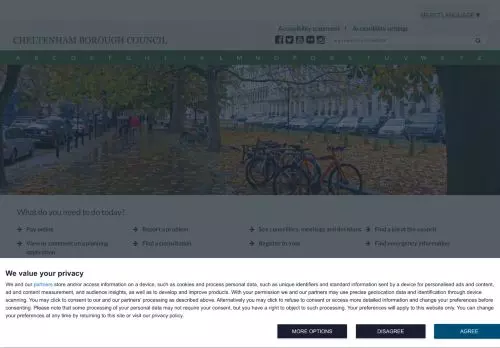 SELECT LANGUAGE ▼
Accessibility statement | Accessibility settings
CHELTENHAM BOROUGH COUNCIL
A B C D E F G H I J K L M N O P Q R S T U V W X Y Z
What do you need to do today?
Pay online Report a problem See councillors, meetings and decisions Find a job at the council
View or comment on a planning application Find a consultation Register to vote Find emergency information
We value your privacy
We and our partners store and/or access information on a device, such as cookies and process personal data, such as unique identifiers and standard information sent by a device for personalised ads and content,
ad and content measurement, and audience insights, as well as to develop and improve products. With your permission we and our partners may use precise geolocation data and identification through device
scanning. You may click to consent to our and our partners' processing as described above. Alternatively you may click to refuse to consent or access more detailed information and change your preferences before
consenting. Please note that some processing of your personal data may not require your consent, but you have a right to object to such processing. Your preferences will apply to this website only. You can change
your preferences at any time by returning to this site or visit our privacy policy.
MORE OPTIONS DISAGREE AGREE